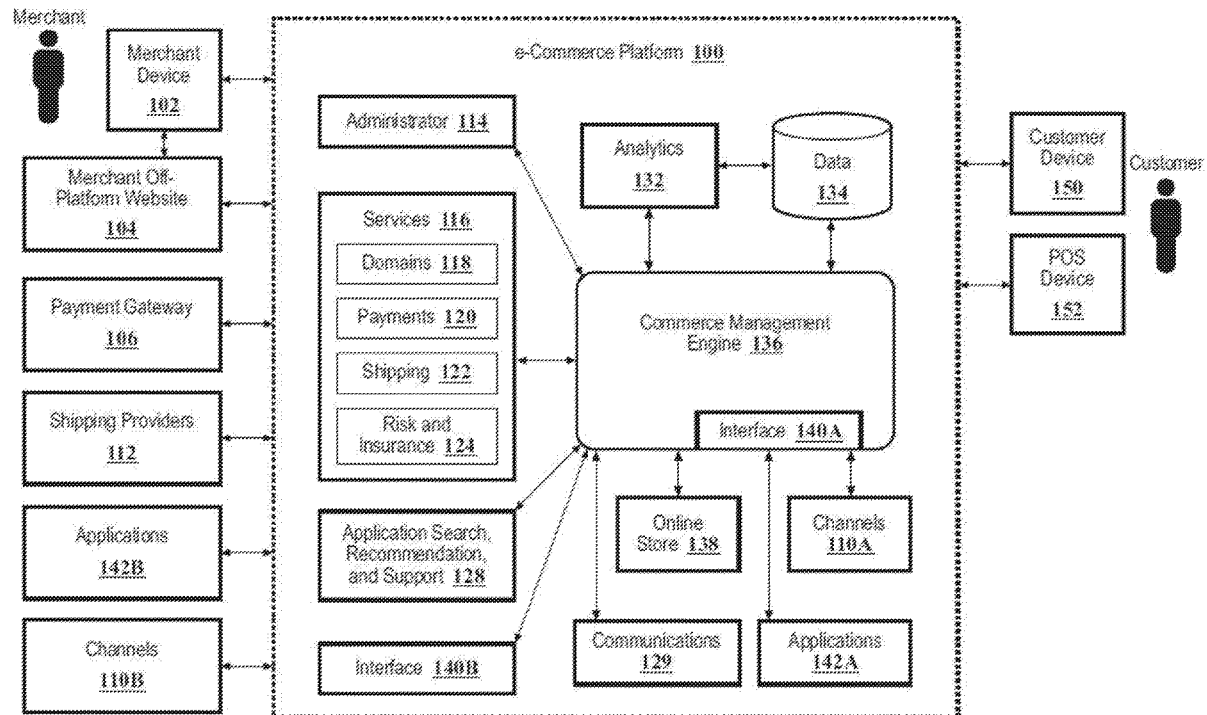 Merchant
Merchant
Device
102
Merchant Off-
Platform Website
104
Payment Gateway
106
Shipping Providers
112
Applications
142B
Channels
110B
e-Commerce Platform 100
Administrator 114
Services 116
Domains 118
Payments 120
Shipping 122
Risk and
Insurance 124
Application Search,
Recommendation,
and Support 128
Interface 140B
Analytics
132
Data
134
Commerce Management
Engine 136
Interface 140A
Online
Store 138
Channels
110A
Communications
129
Applications
142A
Customer
Device
150
Customer
POS
Device
152